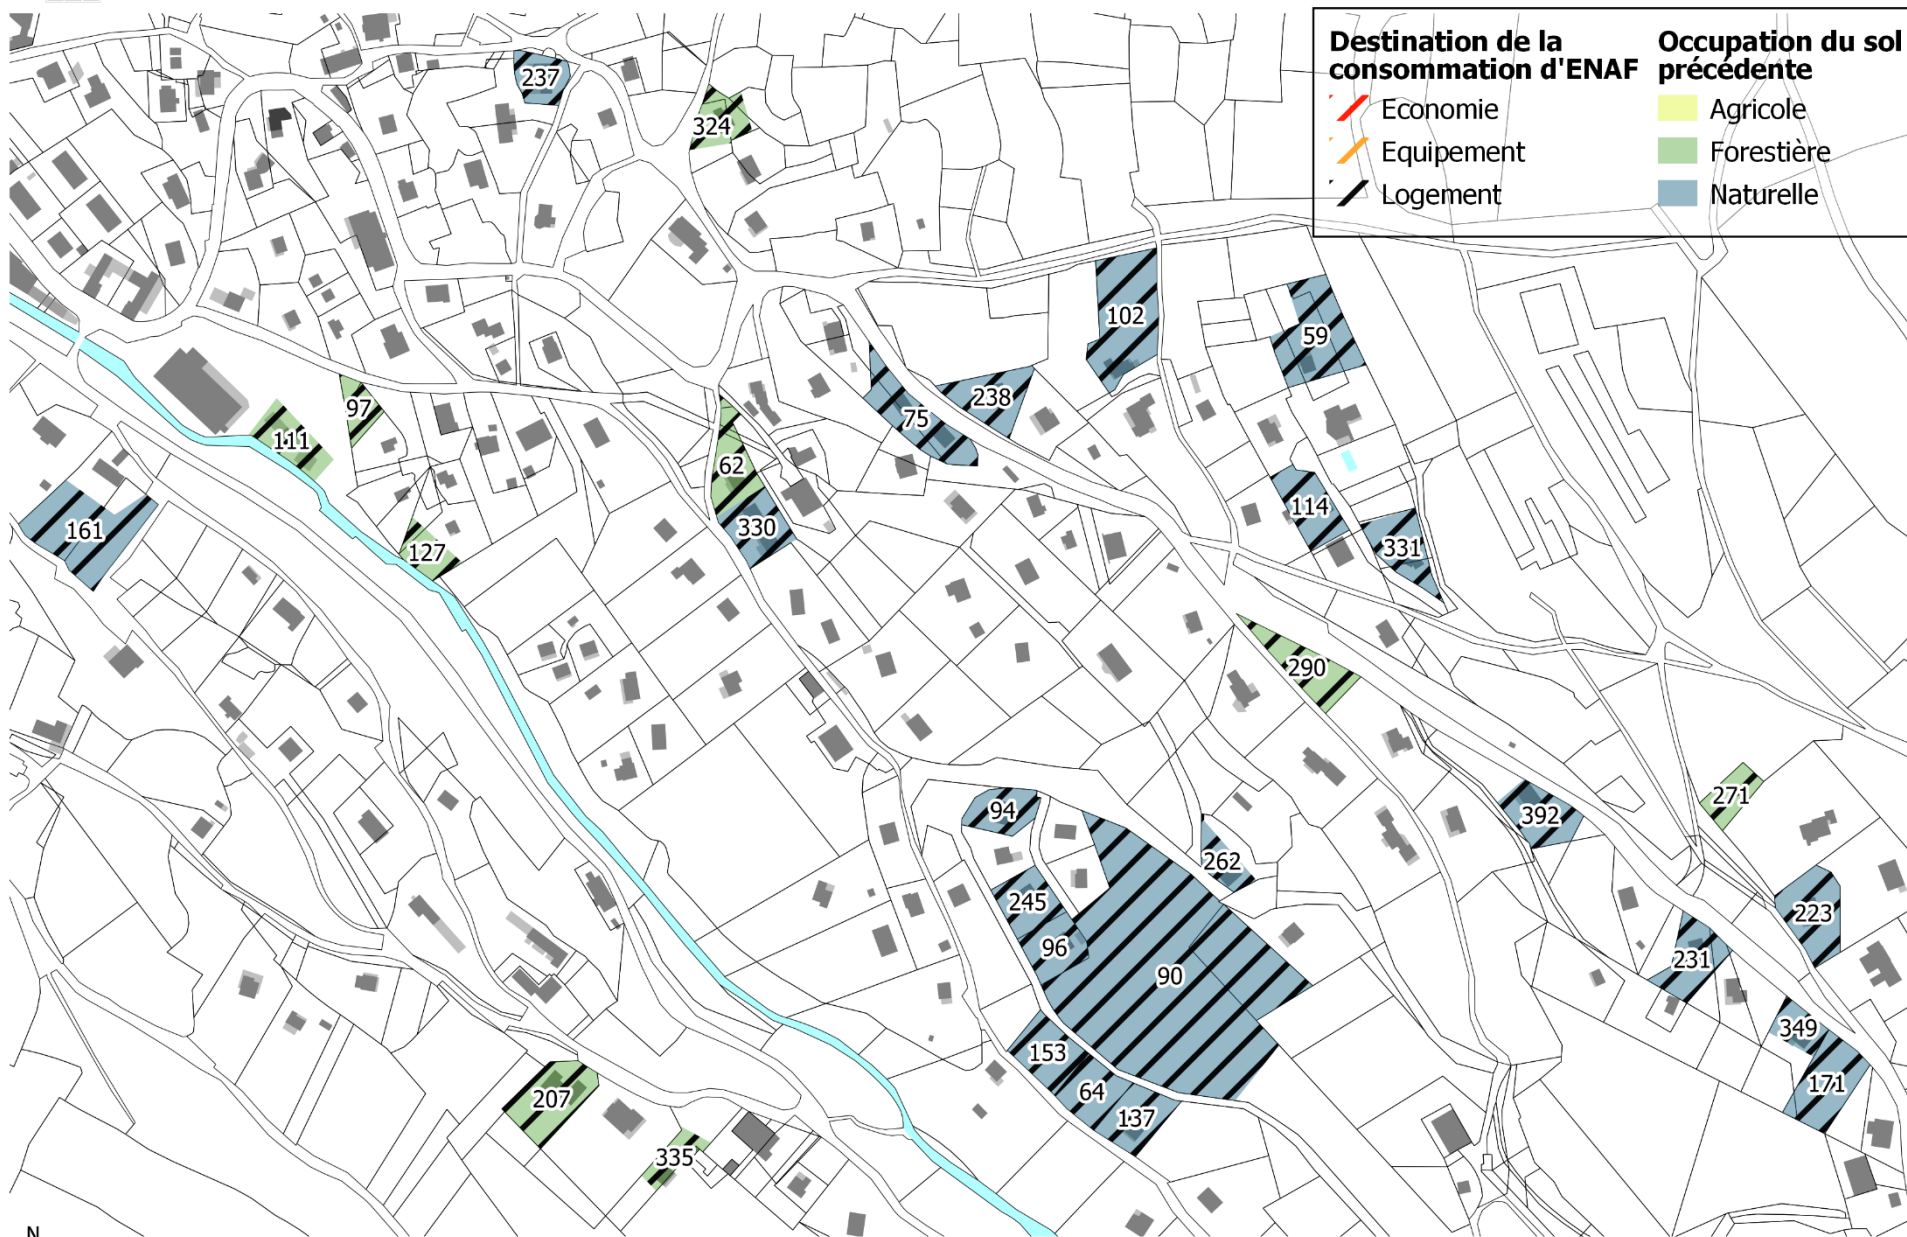 Destination de la
consommation d'ENAF
Economie
Equipement
Logement
Occupation du sol
précédente
Agricole
Forestière
Naturelle
237
324
102
59
97
111
238
75
62
161
330
114
127
331
290
271
94
392
262
245
223
96
231
90
349
153
171
64
207
137
335
N